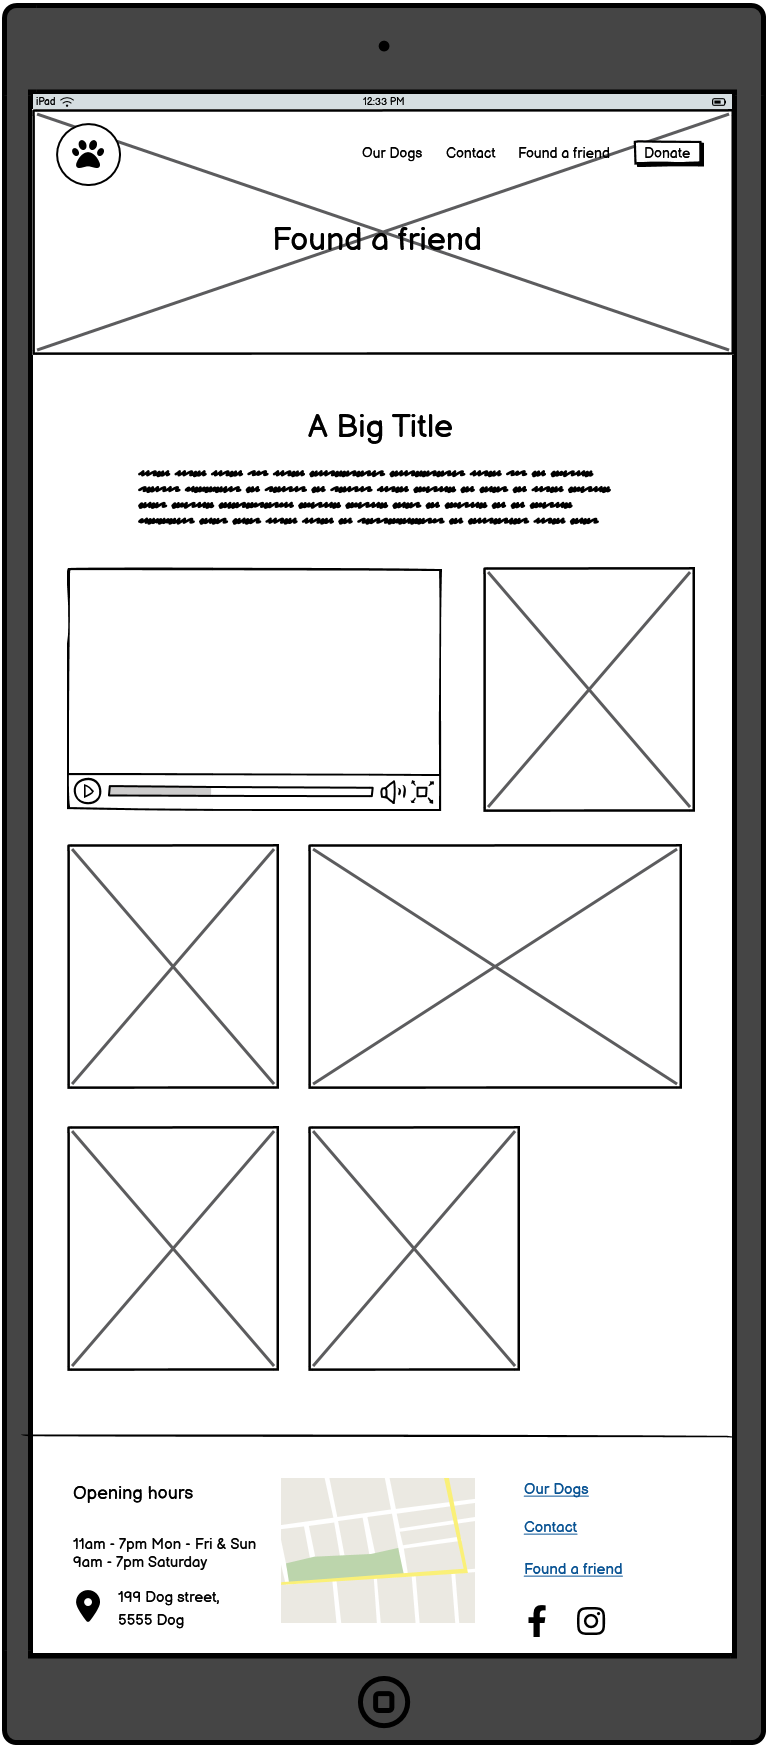 iPad
12:33 PM
Our Dogs
Contact
Found a friend
Donate
Found a friend
A Big Title
Opening hours
11am - 7pm Mon - Fri & Sun
9am - 7pm Saturday
199 Dog street,
5555 Dog
Our Dogs
Contact
Found a friend